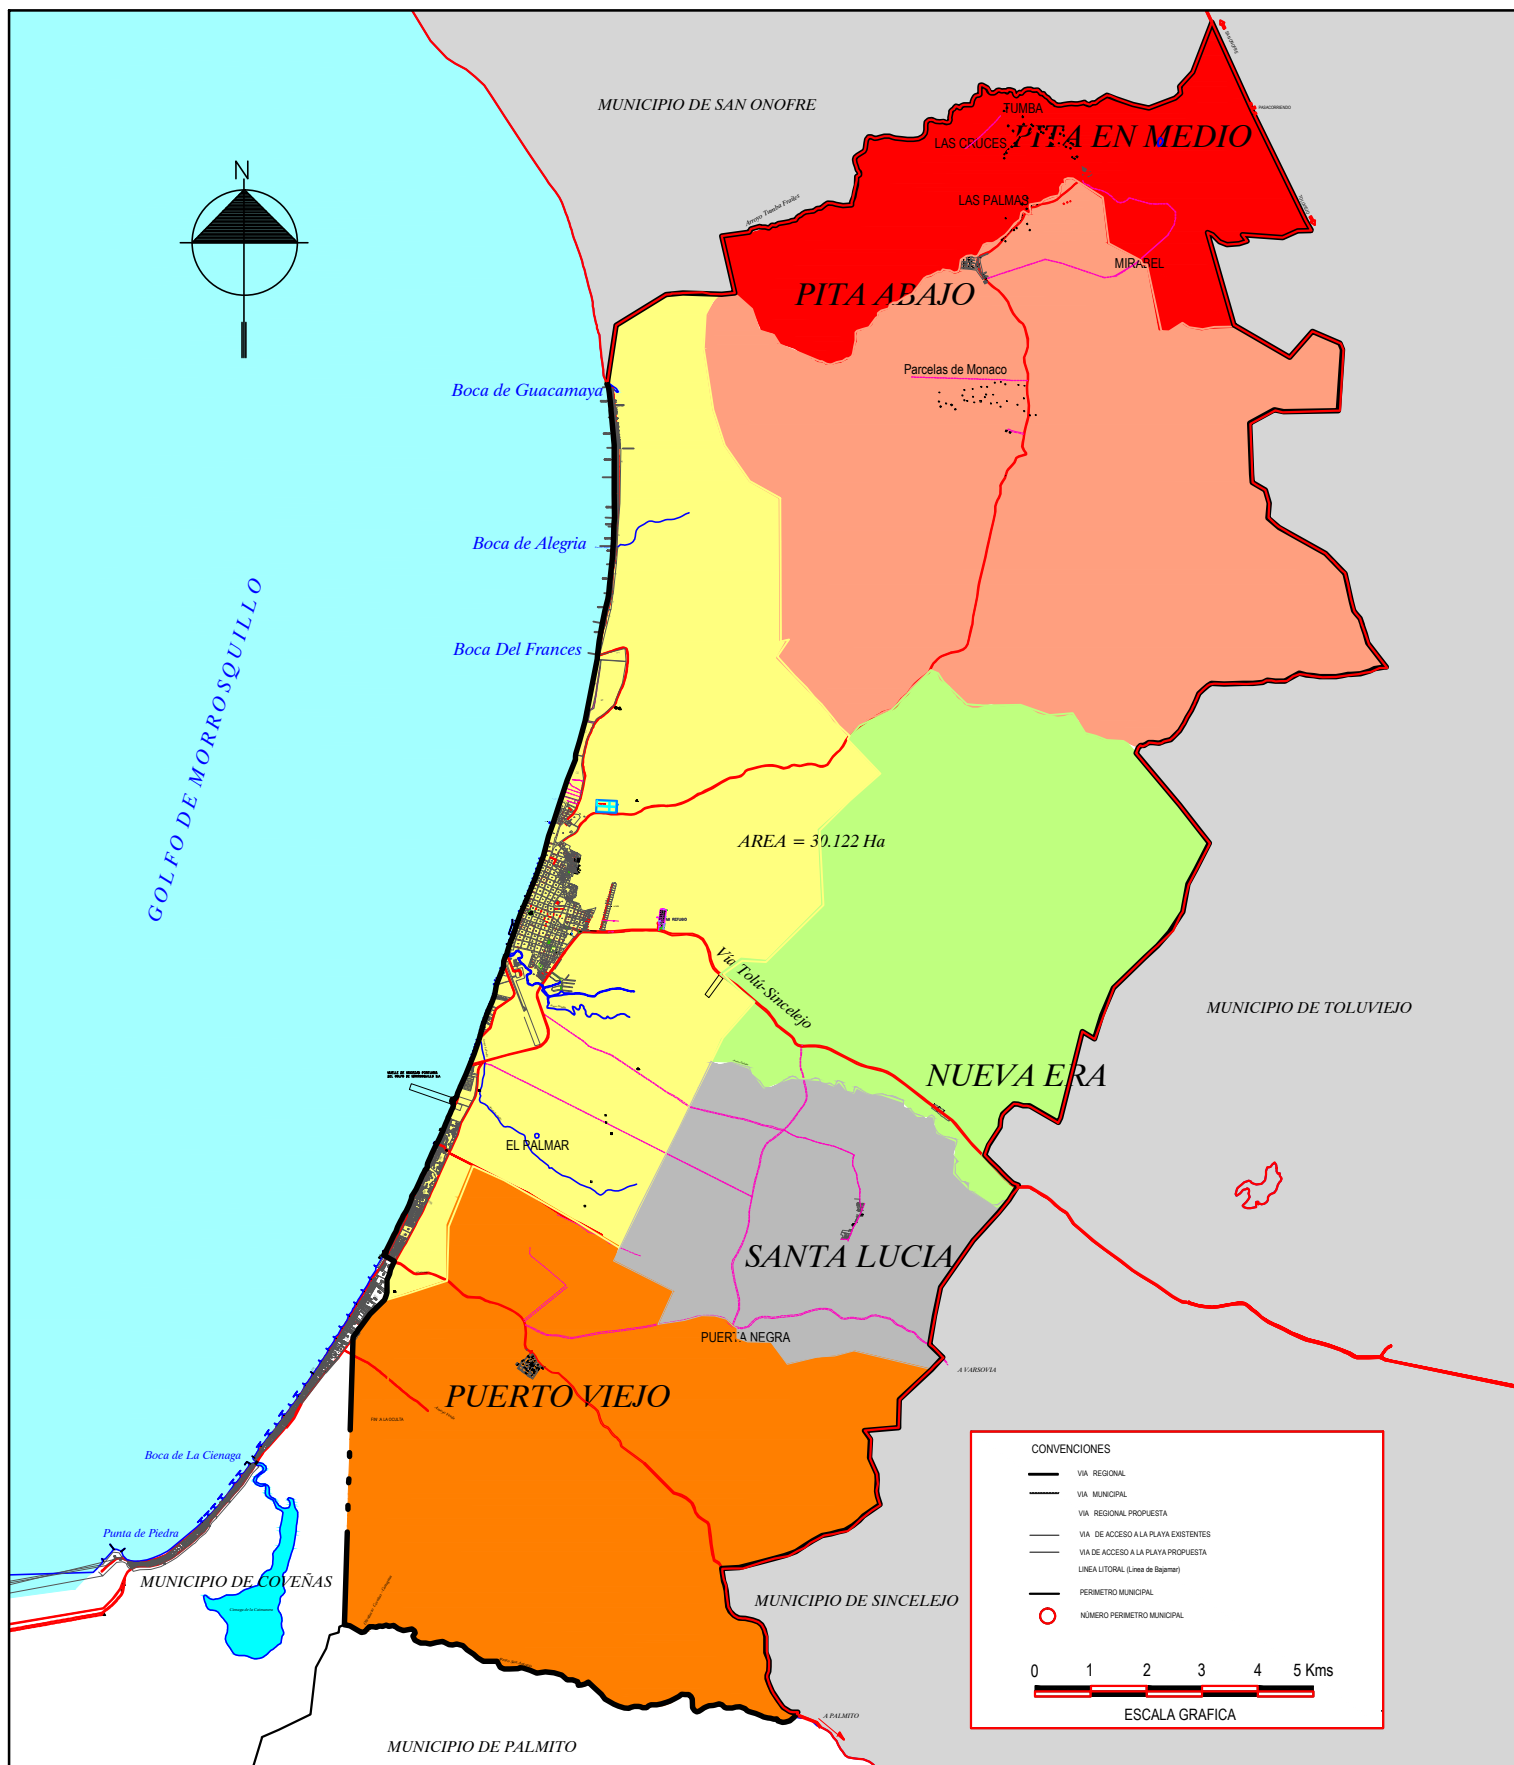 MUNICIPIO DE SAN ONOFRE
PASACORRIENDO
TUMBA
PITA EN MEDIO
LAS CRUCES
N
LAS PALMAS
Arroyo Tumba Frailes
MIRABEL
PITA ABAJO
Parcelas de Monaco
Boca de Guacamaya
Boca de Alegria
Boca Del Frances
GOLFO DE MORROSQUILLO
AREA = 30.122 Ha
Vía Tolú-Sincelejo
MUNICIPIO DE TOLUVIEJO
NUEVA ERA
EL PALMAR
SANTA LUCIA
PUERTA NEGRA
A VARSOVIA
PUERTO VIEJO
Boca de La Cienaga
Punta de Piedra
MUNICIPIO DE COVEÑAS
MUNICIPIO DE SINCELEJO
A PALMITO
MUNICIPIO DE PALMITO
CONVENCIONES
VIA REGIONAL
VIA MUNICIPAL
VIA REGIONAL PROPUESTA
VIA DE ACCESO A LA PLAYA EXISTENTES
VIA DE ACCESO A LA PLAYA PROPUESTA
LINEA LITORAL (Linea de Bajamar)
PERIMETRO MUNICIPAL
NÚMERO PERIMETRO MUNICIPAL
0 1 2 3 4 5 Kms
ESCALA GRAFICA